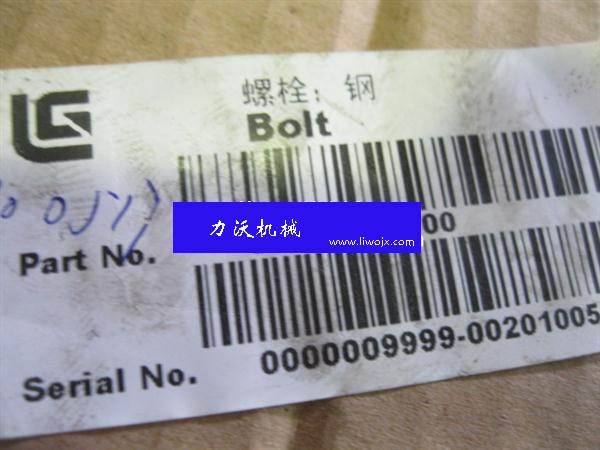 螺栓：钢
Bolt
力沃机械
www.liwojx.com
Part No.
00
Serial No.
0000009999-00201005